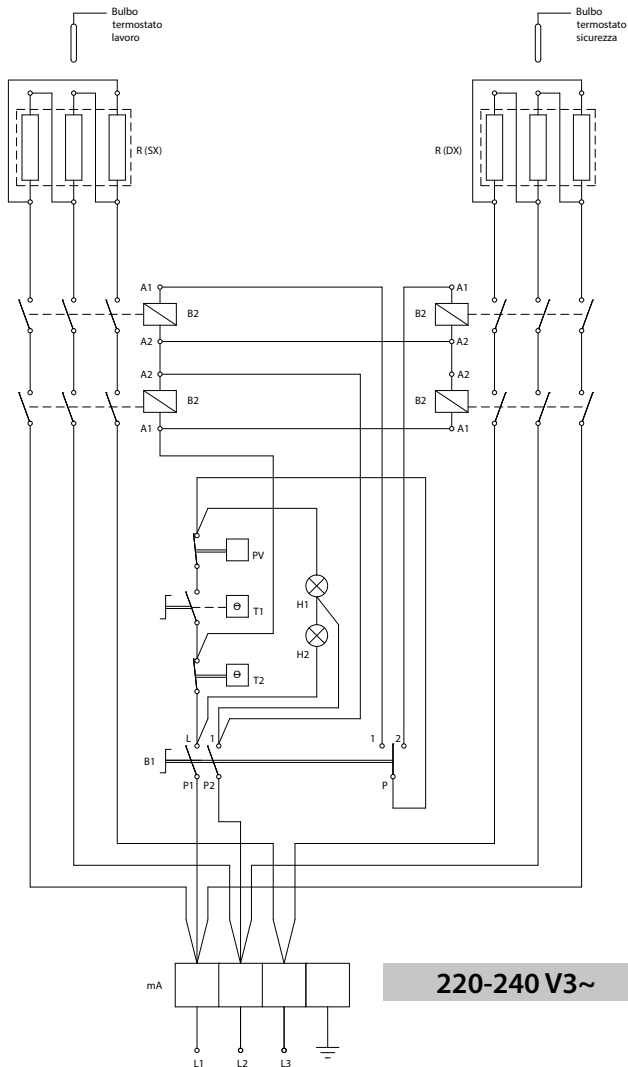 Bulbo
termostato
lavoro
Bulbo
termostato
sicurezza
R (SX)
R (DX)
A1
A1
B2
B2
A2
A2
A2
A2
B2
B2
A1
A1
PV
T1
H1
H2
T2
L 1
1 2
B1
P1 P2
P
mA
220-240 V3~
L1 L2 L3